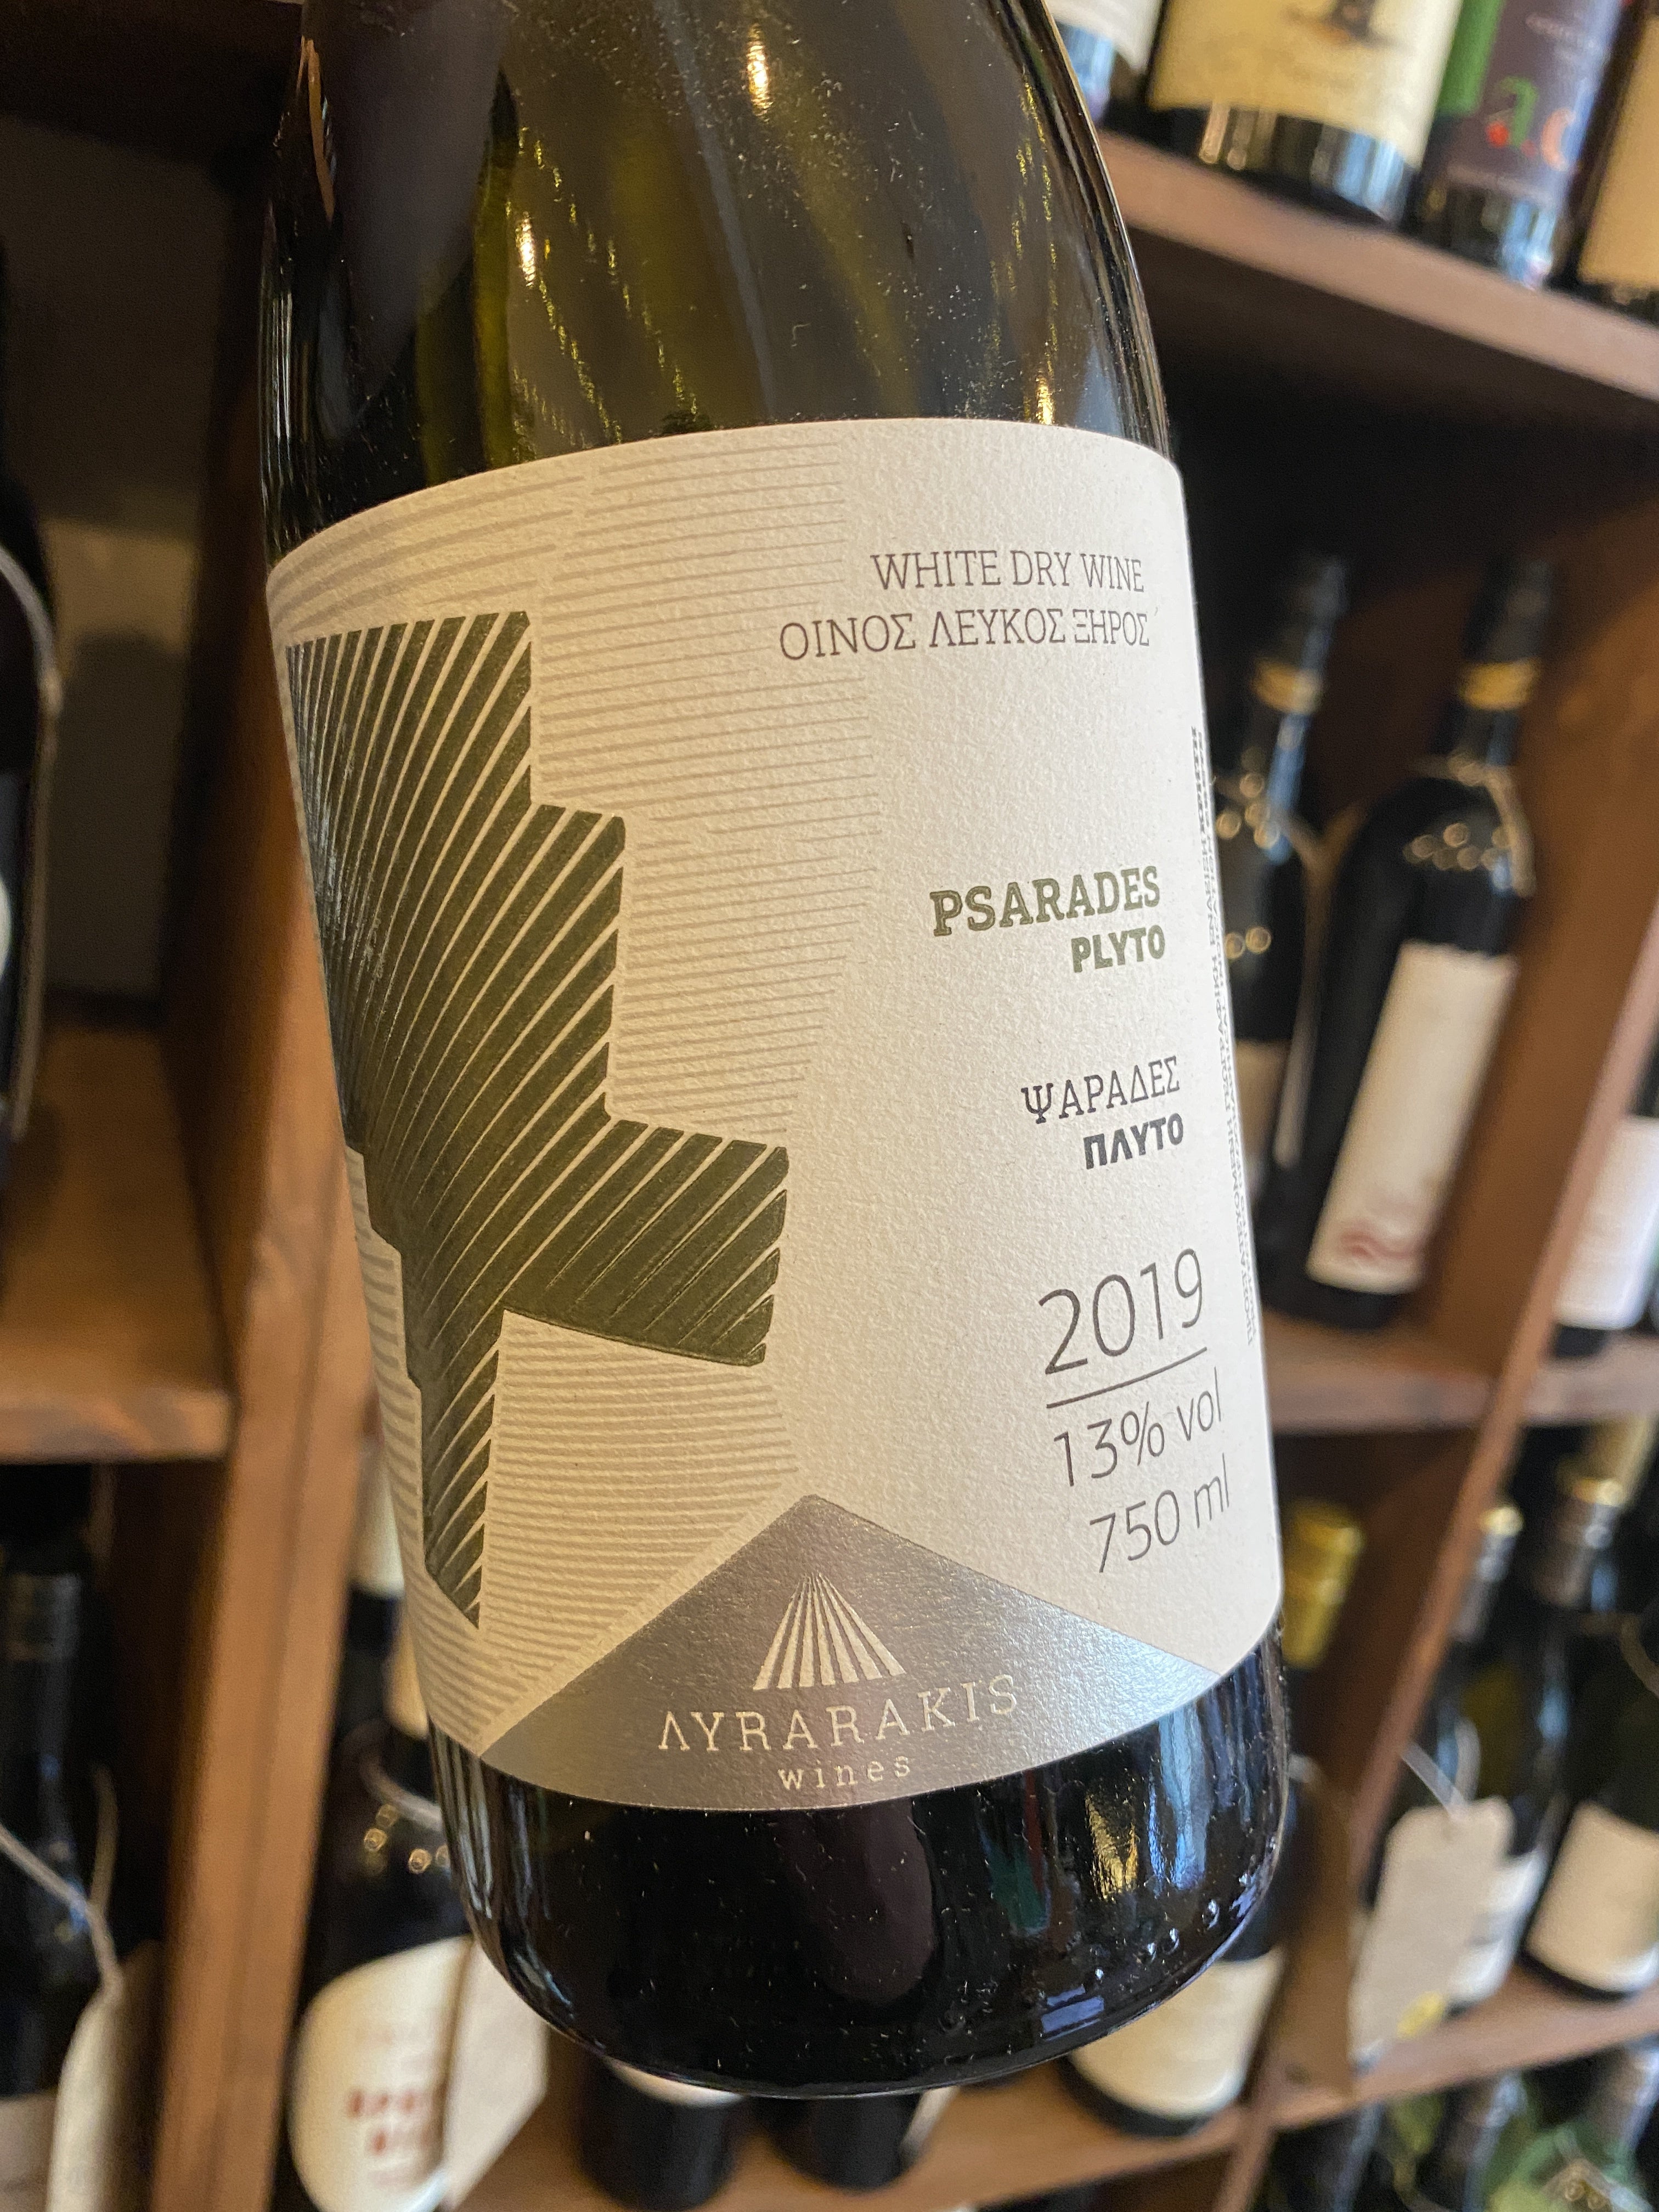 WHITE DRY WINE
ΟΙΝΟΣ ΛΕΥΚΟΣ ΞΗΡΟΣ
PSARADES
PLYTO
ΨΑΡΑΔΕΣ
ΠΛΥΤΟ
2019
13% vol
750 ml
ΛYRARAKIS
wines